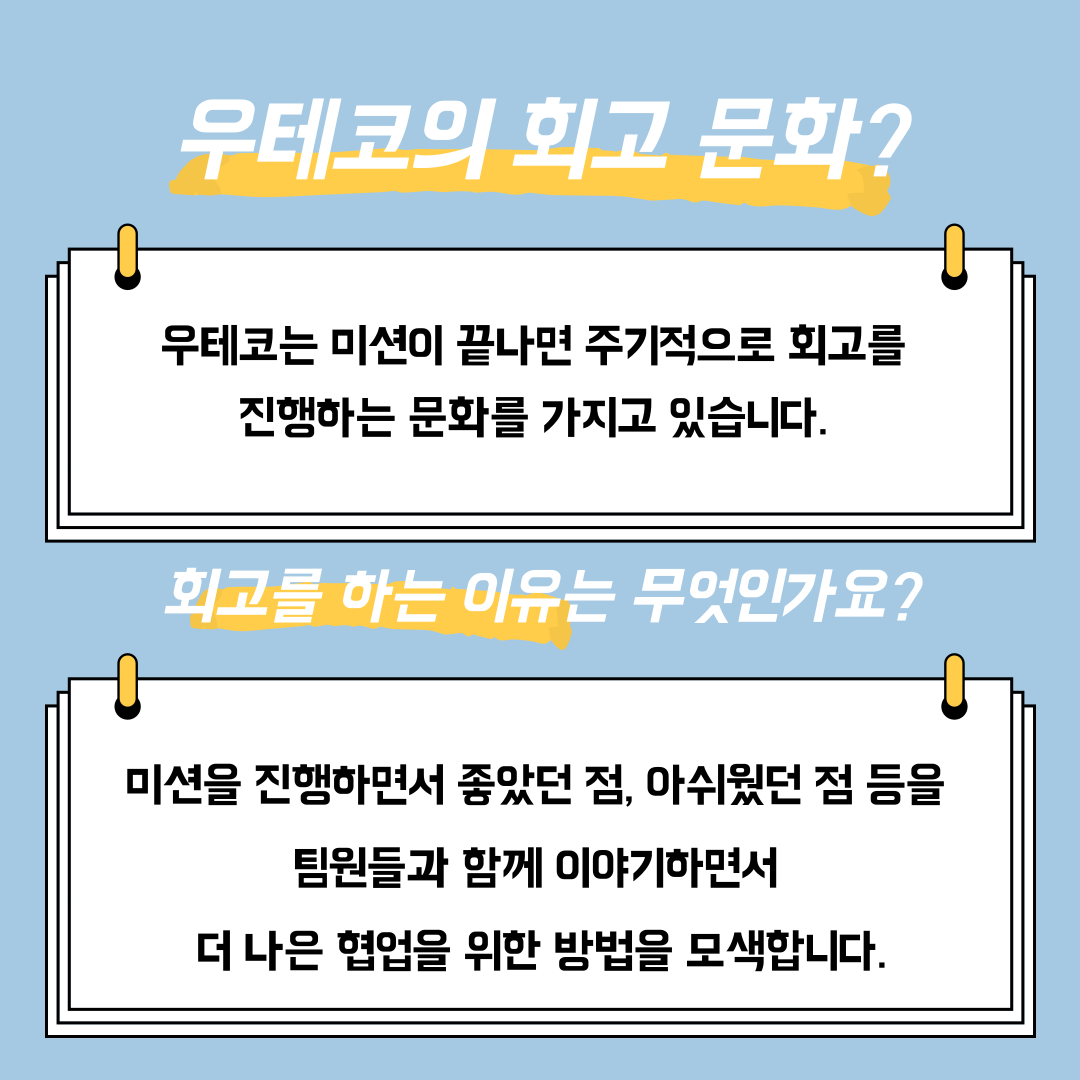 우테코의 회고 문화?
우테코는 미션이 끝나면 주기적으로 회고를
진행하는 문화를 가지고 있습니다.
회고를 하는 이유는 무엇인가요?
미션을 진행하면서 좋았던 점, 아쉬웠던 점 등을
팀원들과 함께 이야기하면서
더 나은 협업을 위한 방법을 모색합니다.